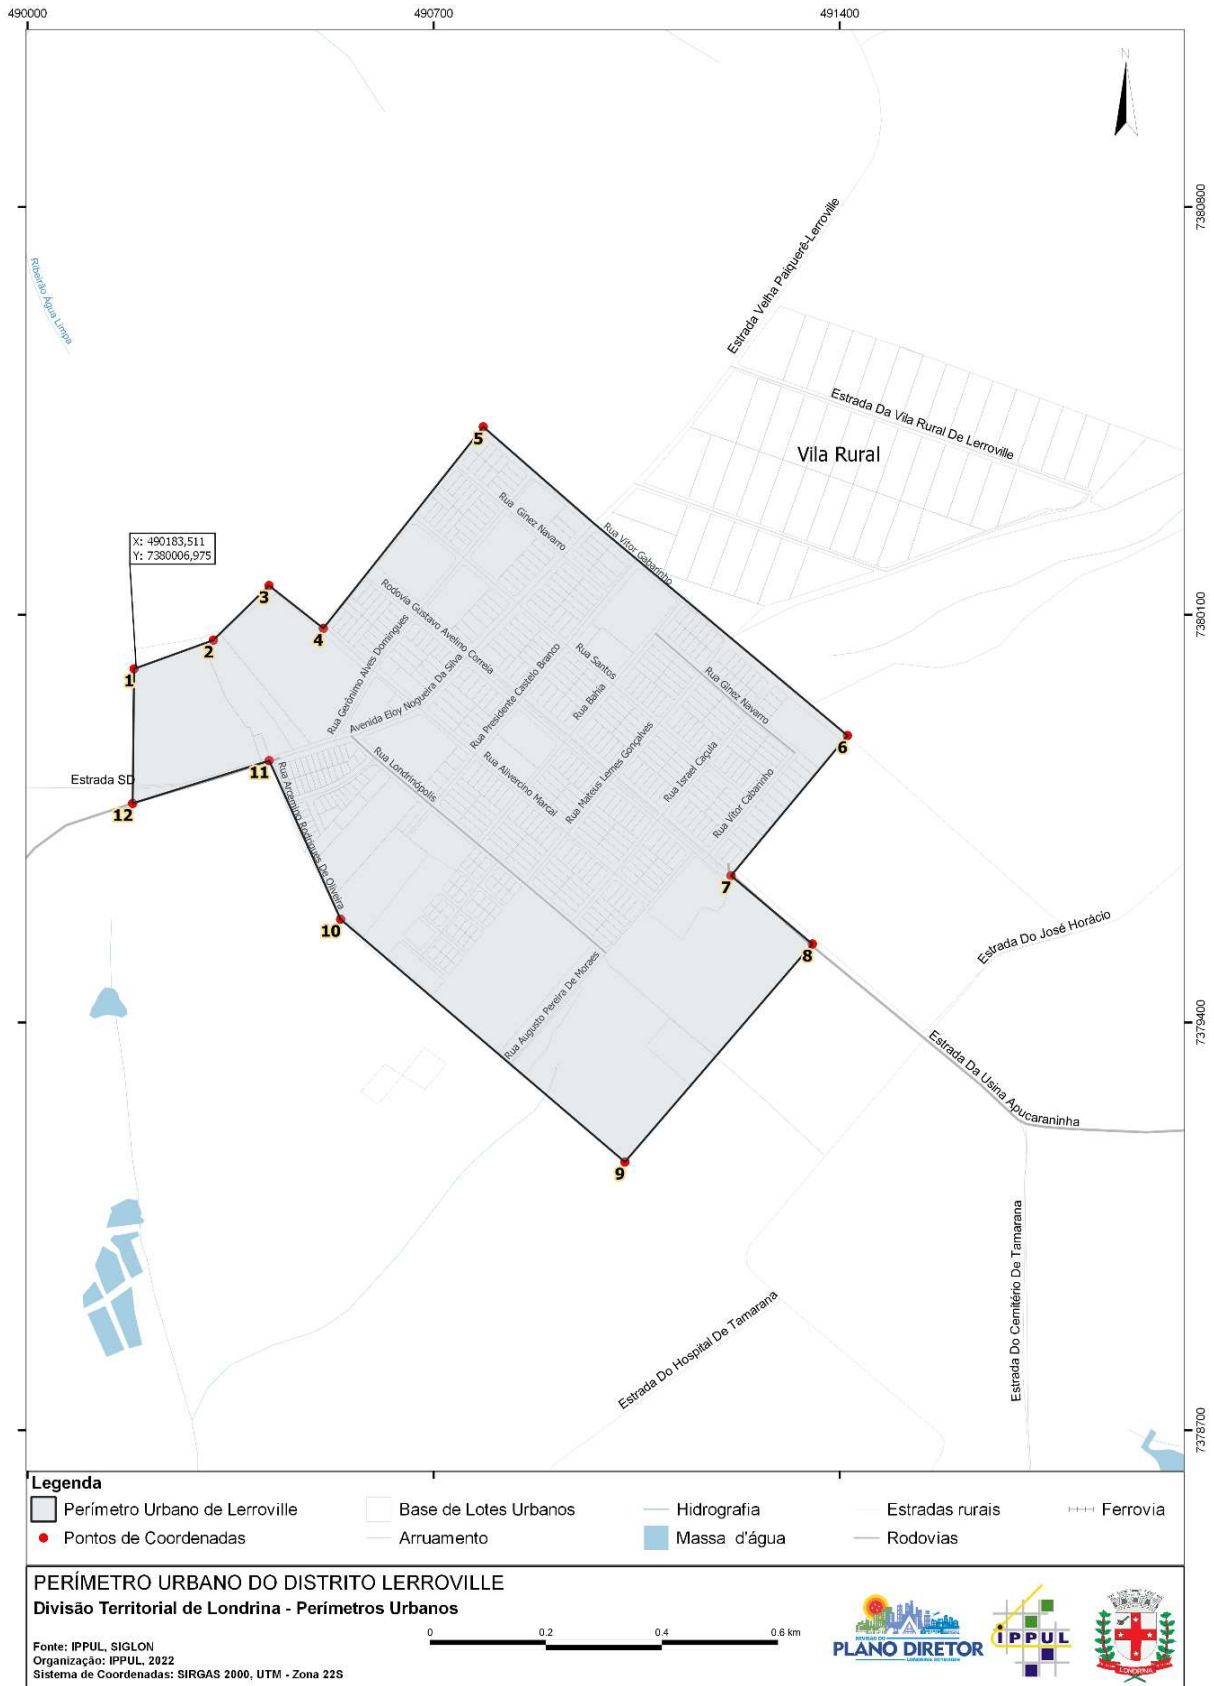 490000
490700
491400
N
7380800
Estrada Velha Paiquerê-Lerroville
Ribeirão Água Limpa
Estrada Da Vila Rural De Lerroville
Vila Rural
5
Rua Ginez Navarro
Rua Vítor Gabarinho
X: 490183,511
Y: 7380006,975
3
Rodovia Gustavo Avelino Correia
7380100
4
2
Rua Gerônimo Alves Domingues
Rua Presidente Castelo Branco
Rua Santos
1
Avenida Eloy Nogueira Da Silva
Rua Bahia
Rua Ginez Navarro
6
11
Rua Londrinópolis
Rua Alivercino Marcal
Rua Mateus Lemes Gonçalves
Rua Israel Caçula
Rua Vítor Cabarinho
Estrada SD
12
Rua Arcemino Rodrigues De Oliveira
7
10
8
Estrada Do José Horácio
Rua Augusto Pereira De Moraes
7379400
Estrada Da Usina Apucaraninha
9
Estrada Do Cemitério De Tamarana
Estrada Do Hospital De Tamarana
7378700
Legenda
Perímetro Urbano de Lerroville
Base de Lotes Urbanos
Hidrografia
Estradas rurais
Ferrovia
Pontos de Coordenadas
Arruamento
Massa d'água
Rodovias
PERÍMETRO URBANO DO DISTRITO LERROVILLE
Divisão Territorial de Londrina - Perímetros Urbanos
Fonte: IPPUL, SIGLON
Organização: IPPUL, 2022
Sistema de Coordenadas: SIRGAS 2000, UTM - Zona 22S
0 0.2 0.4 0.6 km
PLANO DIRETOR
IPPUL
LONDRINA